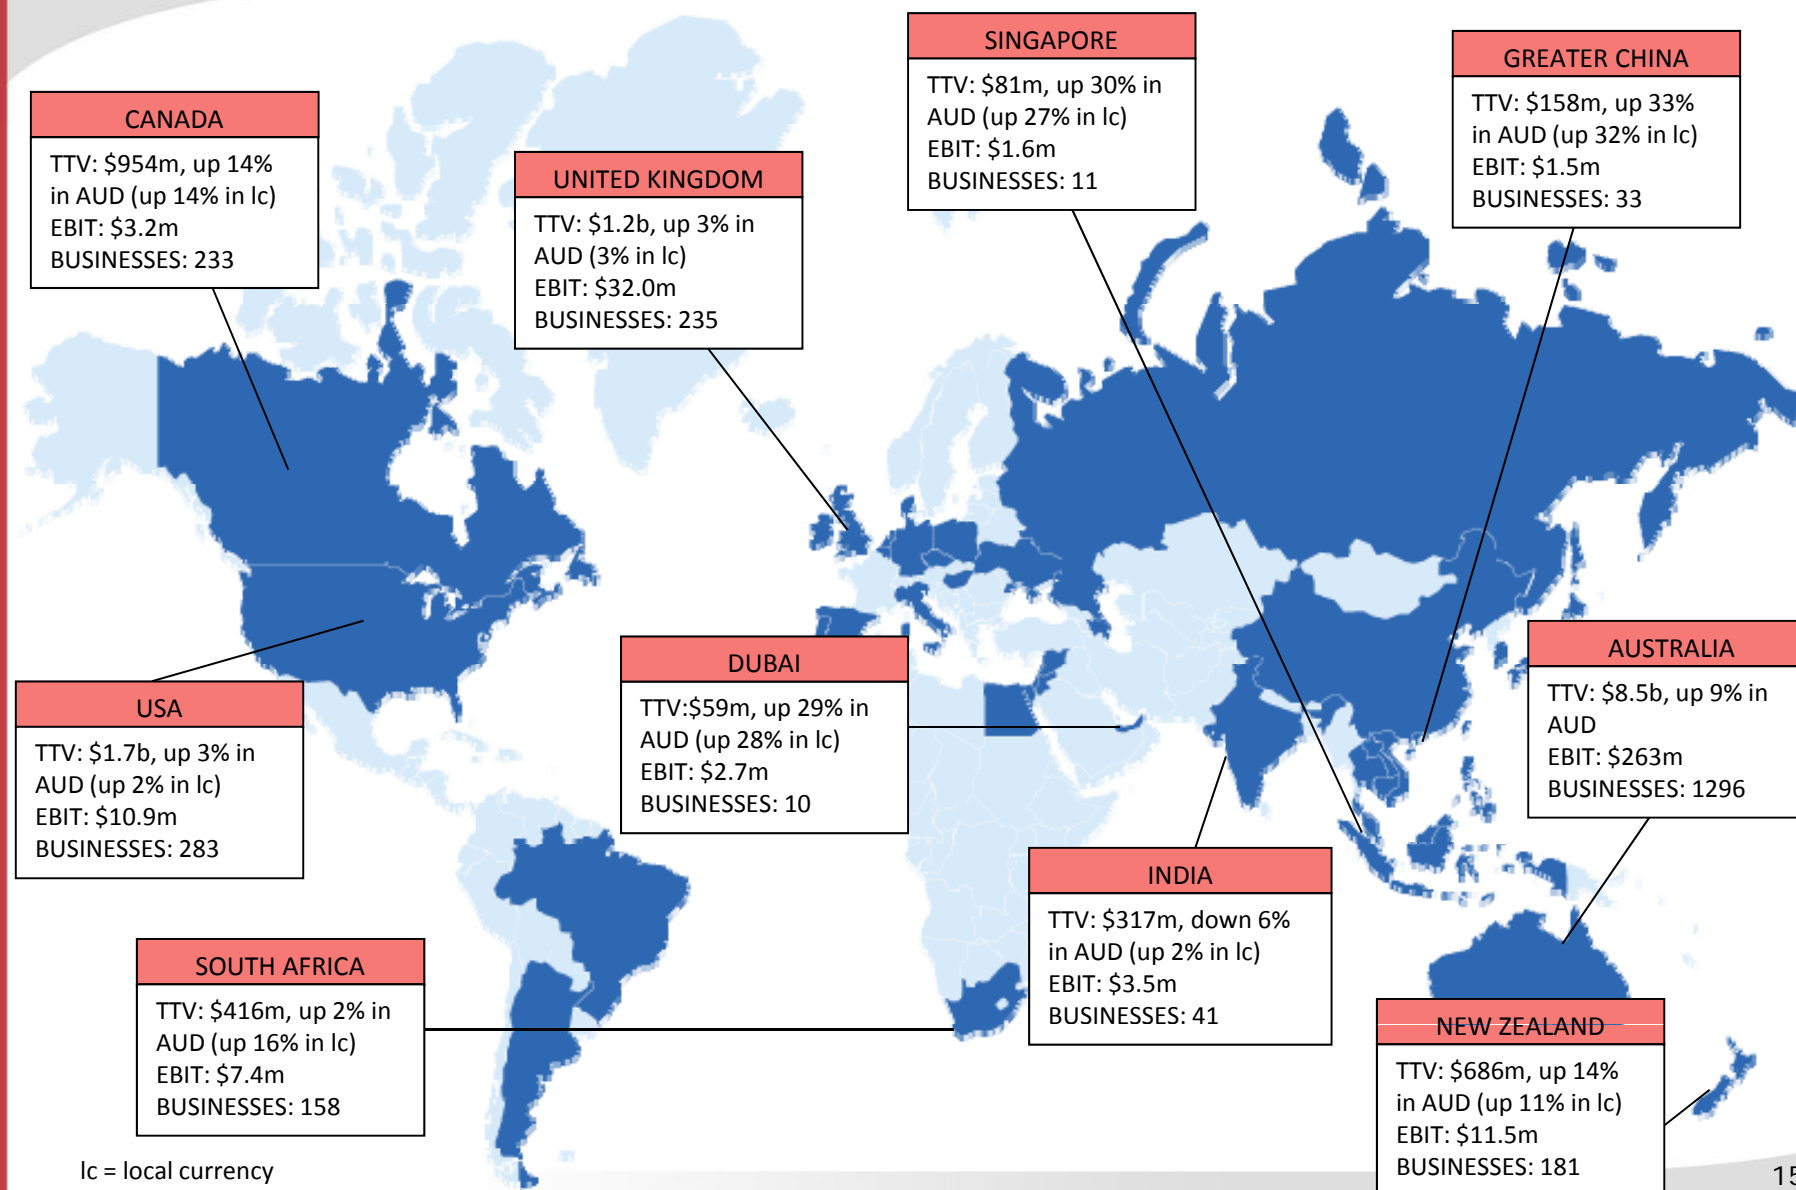 SINGAPORE
TTV: $81m, up 30% in
AUD (up 27% in lc)
EBIT: $1.6m
BUSINESSES: 11
GREATER CHINA
TTV: $158m, up 33%
in AUD (up 32% in lc)
EBIT: $1.5m
BUSINESSES: 33
CANADA
TTV: $954m, up 14%
in AUD (up 14% in lc)
EBIT: $3.2m
BUSINESSES: 233
UNITED KINGDOM
TTV: $1.2b, up 3% in
AUD (3% in lc)
EBIT: $32.0m
BUSINESSES: 235
USA
TTV: $1.7b, up 3% in
AUD (up 2% in lc)
EBIT: $10.9m
BUSINESSES: 283
DUBAI
TTV:$59m, up 29% in
AUD (up 28% in lc)
EBIT: $2.7m
BUSINESSES: 10
AUSTRALIA
TTV: $8.5b, up 9% in
AUD
EBIT: $263m
BUSINESSES: 1296
INDIA
TTV: $317m, down 6%
in AUD (up 2% in lc)
EBIT: $3.5m
BUSINESSES: 41
SOUTH AFRICA
TTV: $416m, up 2% in
AUD (up 16% in lc)
EBIT: $7.4m
BUSINESSES: 158
NEW ZEALAND
TTV: $686m, up 14%
in AUD (up 11% in lc)
EBIT: $11.5m
BUSINESSES: 181
lc = local currency
15